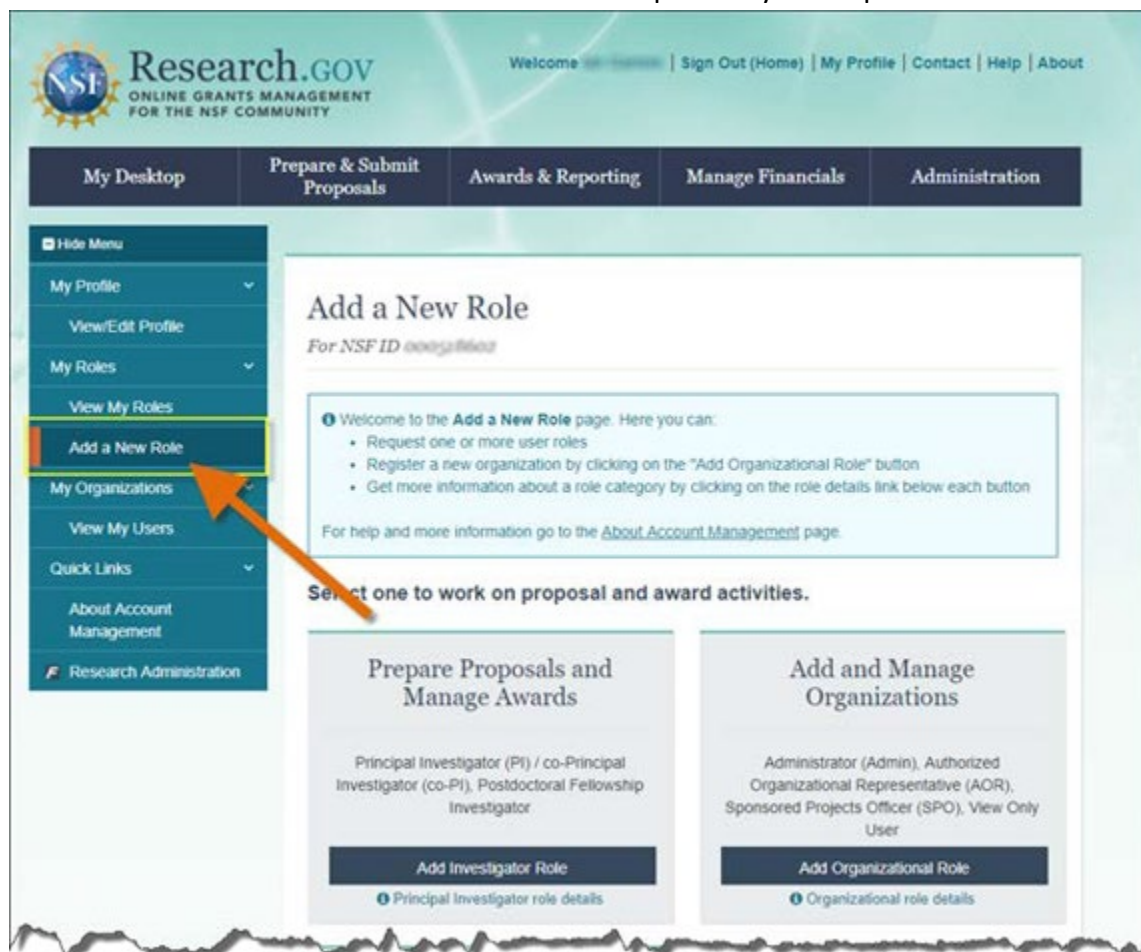 NSF
Research.GOV
ONLINE GRANTS MANAGEMENT
FOR THE NSF COMMUNITY
Welcome | Sign Out (Home) | My Profile | Contact | Help | About
My Desktop
Prepare & Submit
Proposals
Awards & Reporting
Manage Financials
Administration
Hide Menu
My Profile
View/Edit Profile
My Roles
View My Roles
Add a New Role
My Organizations
View My Users
Quick Links
About Account
Management
Research Administration
Add a New Role
For NSF ID
Welcome to the Add a New Role page. Here you can:
• Request one or more user roles
• Register a new organization by clicking on the "Add Organizational Role" button
• Get more information about a role category by clicking on the role details link below each button
For help and more information go to the About Account Management page.
Select one to work on proposal and award activities.
Prepare Proposals and
Manage Awards
Principal Investigator (PI) / co-Principal
Investigator (co-PI), Postdoctoral Fellowship
Investigator
Add Investigator Role
Principal Investigator role details
Add and Manage
Organizations
Administrator (Admin), Authorized
Organizational Representative (AOR),
Sponsored Projects Officer (SPO), View Only
User
Add Organizational Role
Organizational role details